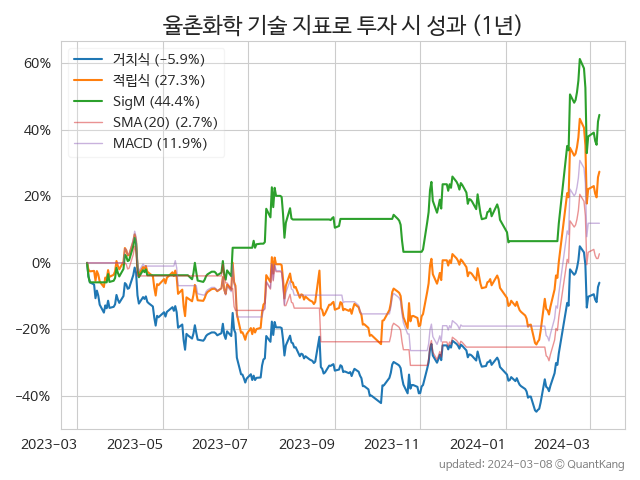 율촌화학 기술 지표로 투자 시 성과 (1년)
거치식 (−5.9%)
적립식 (27.3%)
SigM (44.4%)
SMA(20) (2.7%)
MACD (11.9%)
60%
40%
20%
0%
−20%
−40%
2023-03 2023-05 2023-07 2023-09 2023-11 2024-01 2024-03
updated: 2024-03-08 © QuantKang